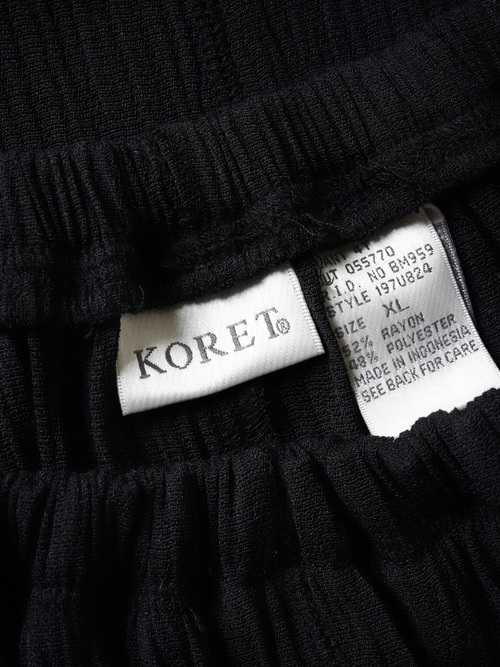 KORET®
CUT 055770
R.I.D. NO BM959
STYLE 197U824
SIZE XL
52% RAYON
48% POLYESTER
MADE IN INDONESIA
SEE BACK FOR CARE